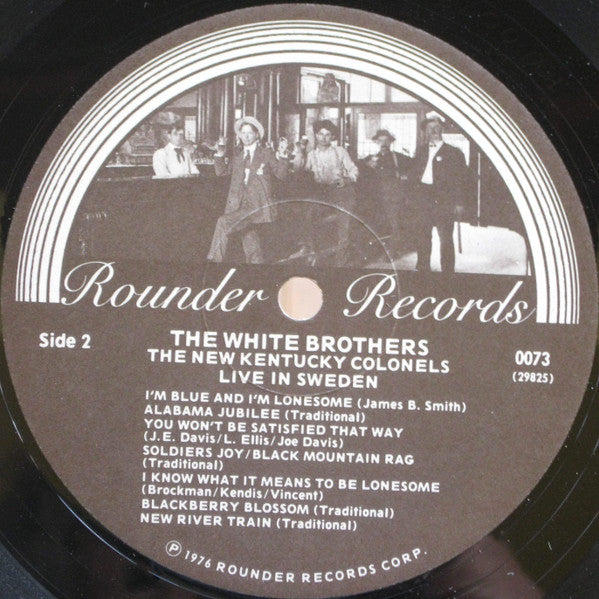 Rounder Records
Side 2
THE WHITE BROTHERS
THE NEW KENTUCKY COLONELS
LIVE IN SWEDEN
0073
(29825)
I'M BLUE AND I'M LONESOME (James B. Smith)
ALABAMA JUBILEE (Traditional)
YOU WON'T BE SATISFIED THAT WAY
(J.E. Davis/L. Ellis/Joe Davis)
SOLDIERS JOY/BLACK MOUNTAIN RAG
(Traditional)
I KNOW WHAT IT MEANS TO BE LONESOME
(Brockman/Kendis/Vincent)
BLACKBERRY BLOSSOM (Traditional)
NEW RIVER TRAIN (Traditional)
Ⓟ 1976 ROUNDER RECORDS CORP.